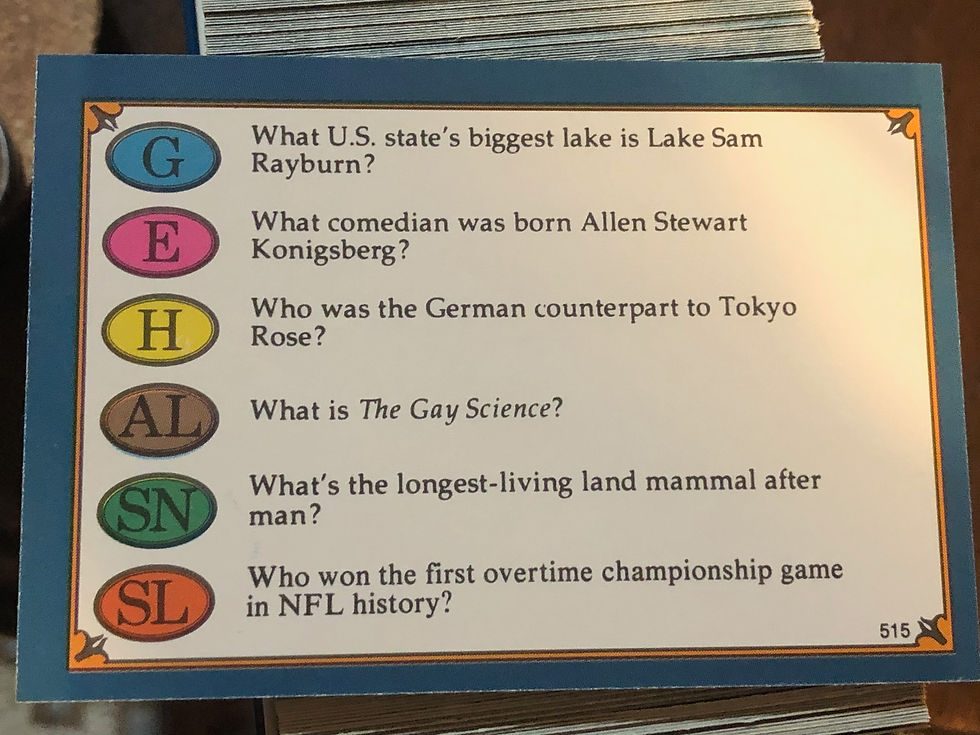 G
What U.S. state's biggest lake is Lake Sam
Rayburn?
E
What comedian was born Allen Stewart
Konigsberg?
H
Who was the German counterpart to Tokyo
Rose?
AL
What is The Gay Science?
SN
What's the longest-living land mammal after
man?
SL
Who won the first overtime championship game
in NFL history?
515